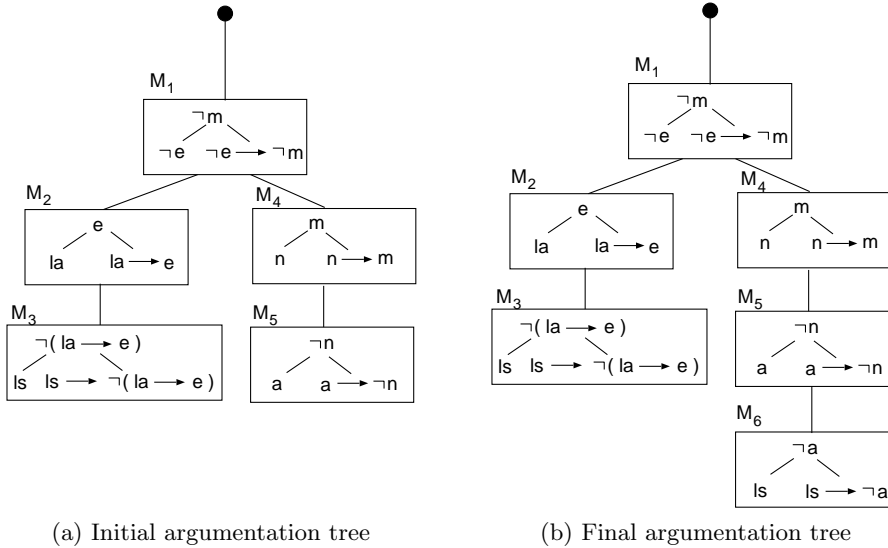 M1
¬m
¬e ¬e → ¬m
M2
e
la la → e
M4
m
n n → m
M3
¬( la → e )
ls ls → ¬( la → e )
M5
¬n
a a → ¬n
(a) Initial argumentation tree
M1
¬m
¬e ¬e → ¬m
M2
e
la la → e
M4
m
n n → m
M3
¬( la → e )
ls ls → ¬( la → e )
M5
¬n
a a → ¬n
M6
¬a
ls ls → ¬a
(b) Final argumentation tree